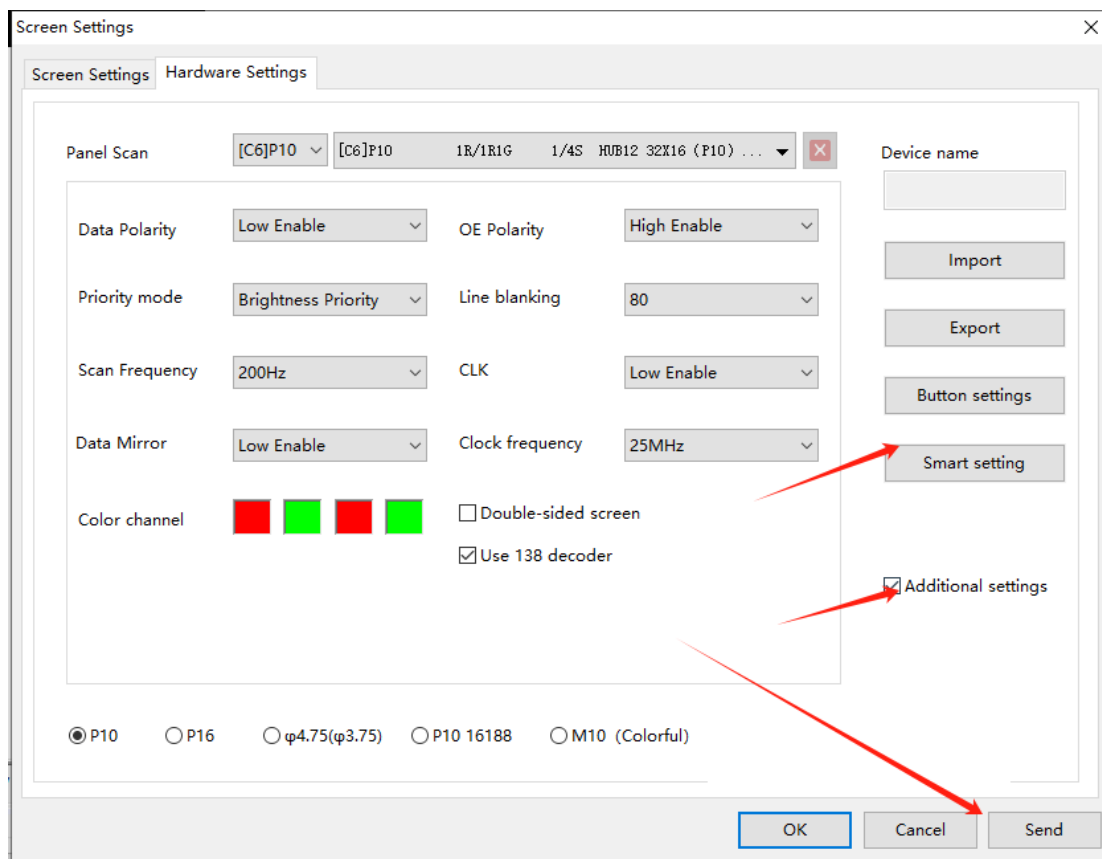 Screen Settings
Screen Settings Hardware Settings
Panel Scan [C6]P10 [C6]P10 1R/1R1G 1/4S HUB12 32X16 (P10) ...
Device name
Data Polarity Low Enable OE Polarity High Enable
Import
Priority mode Brightness Priority Line blanking 80
Export
Scan Frequency 200Hz CLK Low Enable
Button settings
Data Mirror Low Enable Clock frequency 25MHz
Smart setting
Color channel Double-sided screen
Use 138 decoder
Additional settings
P10 P16 φ4.75(φ3.75) P10 16188 M10 (Colorful)
OK Cancel Send